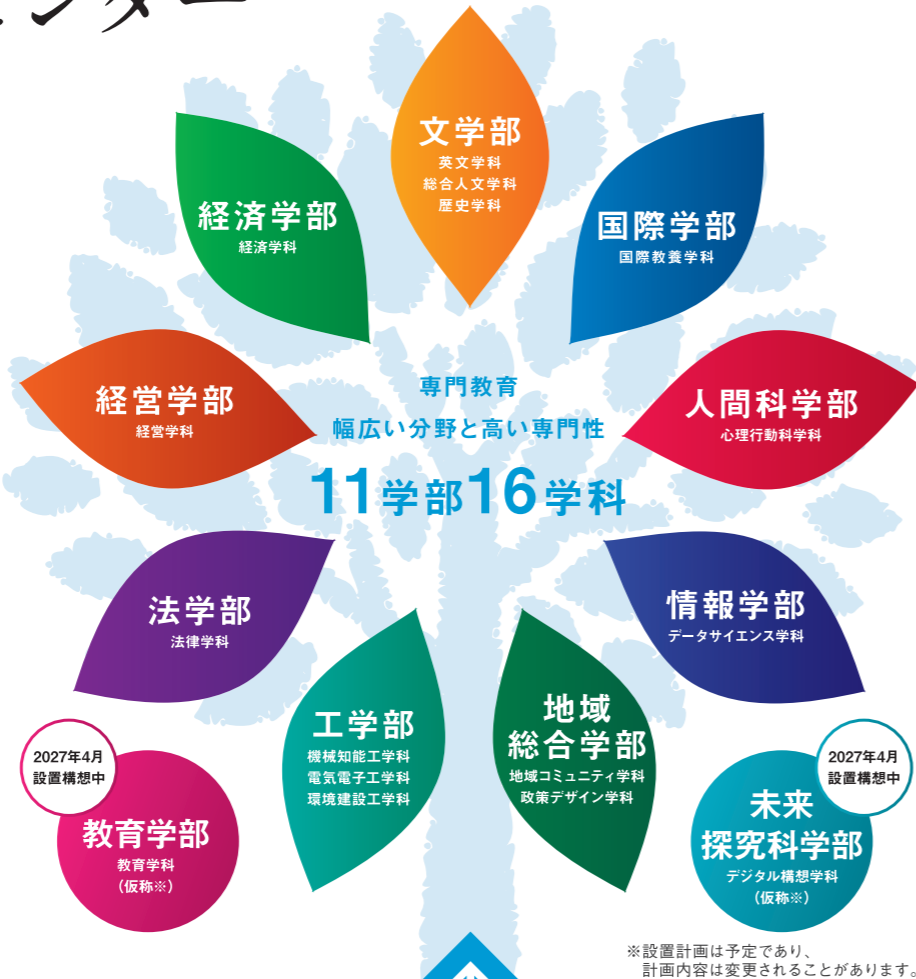 ンター
文学部
英文学科
総合人文学科
歴史学科
経済学部
経済学科
国際学部
国際教養学科
経営学部
経営学科
人間科学部
心理行動科学科
専門教育
幅広い分野と高い専門性
11学部16学科
法学部
法律学科
情報学部
データサイエンス学科
工学部
機械知能工学科
電気電子工学科
環境建設工学科
地域
総合学部
地域コミュニティ学科
政策デザイン学科
2027年4月
設置構想中
教育学部
教育学科
(仮称※)
2027年4月
設置構想中
未来
探究科学部
デジタル構想学科
(仮称※)
※設置計画は予定であり、
計画内容は変更されることがあります。